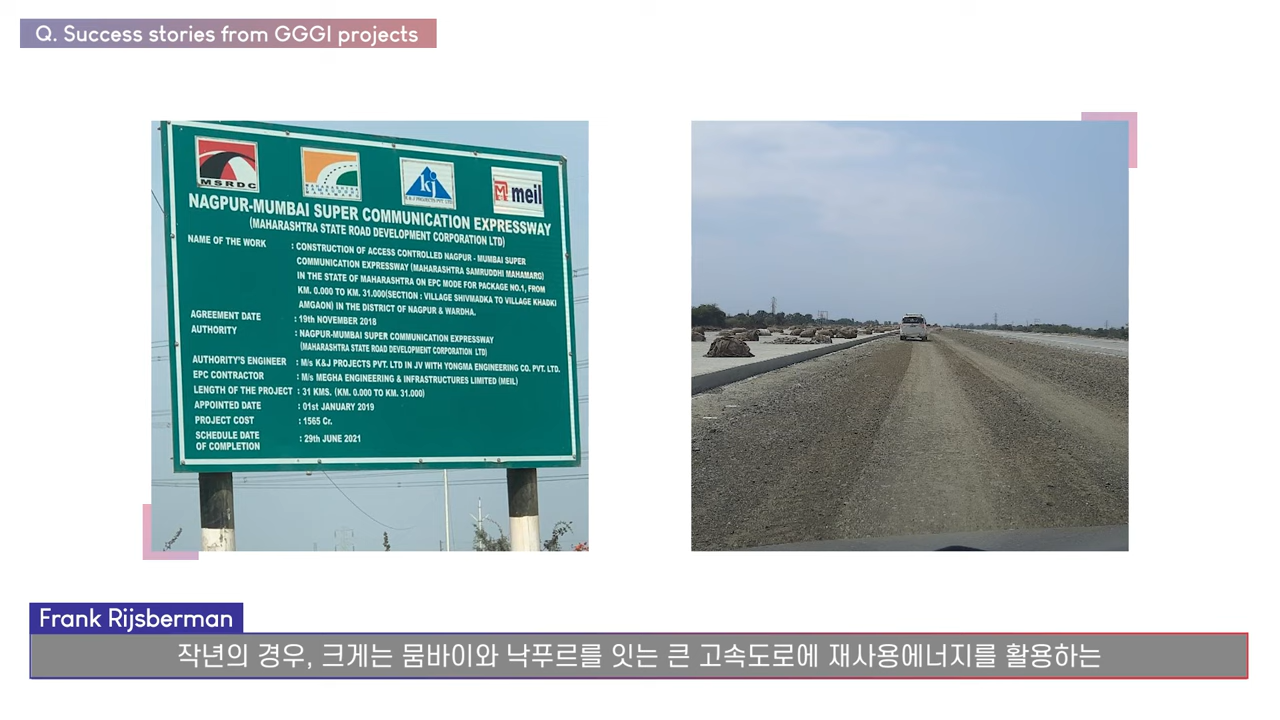 Q. Success stories from GGGI projects
MSRDC
kj
K & J PROJECTS PVT. LTD
meil
NAGPUR-MUMBAI SUPER COMMUNICATION EXPRESSWAY
(MAHARASHTRA STATE ROAD DEVELOPMENT CORPORATION LTD)
NAME OF THE WORK : CONSTRUCTION OF ACCESS CONTROLLED NAGPUR - MUMBAI SUPER
COMMUNICATION EXPRESSWAY (MAHARASHTRA SAMRUDDHI MAHAMARG)
IN THE STATE OF MAHARASHTRA ON EPC MODE FOR PACKAGE NO.1, FROM
KM. 0.000 TO KM. 31.000(SECTION : VILLAGE SHIVMADKA TO VILLAGE KHADKI
AMGAON) IN THE DISTRICT OF NAGPUR & WARDHA.
AGREEMENT DATE : 19th NOVEMBER 2018
AUTHORITY : NAGPUR-MUMBAI SUPER COMMUNICATION EXPRESSWAY
(MAHARASHTRA STATE ROAD DEVELOPMENT CORPORATION LTD)
AUTHORITY'S ENGINEER : M/s K&J PROJECTS PVT. LTD IN JV WITH YONGMA ENGINEERING CO. PVT. LTD.
EPC CONTRACTOR : M/s MEGHA ENGINEERING & INFRASTRUCTURES LIMITED (MEIL)
LENGTH OF THE PROJECT : 31 KMS. (KM. 0.000 TO KM. 31.000)
APPOINTED DATE : 01st JANUARY 2019
PROJECT COST : 1565 Cr.
SCHEDULE DATE
OF COMPLETION : 29th JUNE 2021
Frank Rijsberman
작년의 경우, 크게는 뭄바이와 낙푸르를 잇는 큰 고속도로에 재사용에너지를 활용하는